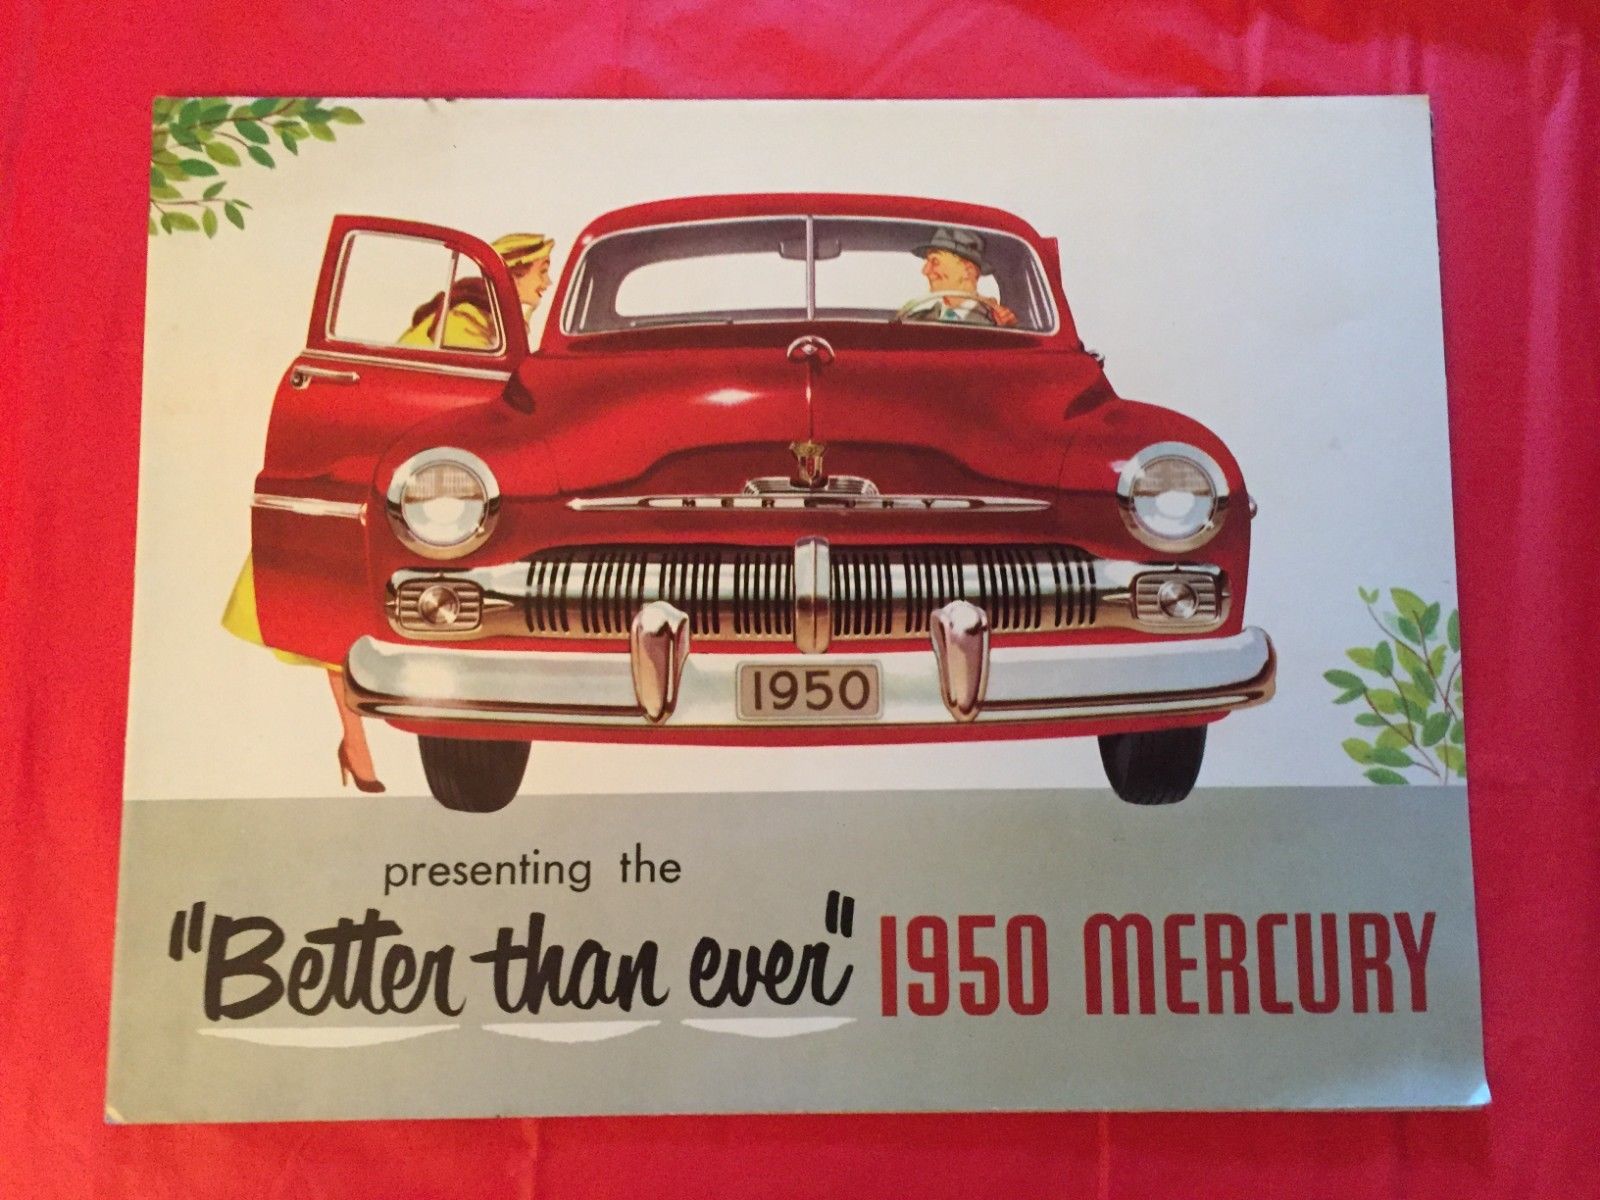 MERCURY
1950
presenting the
"Better than ever" 1950 MERCURY